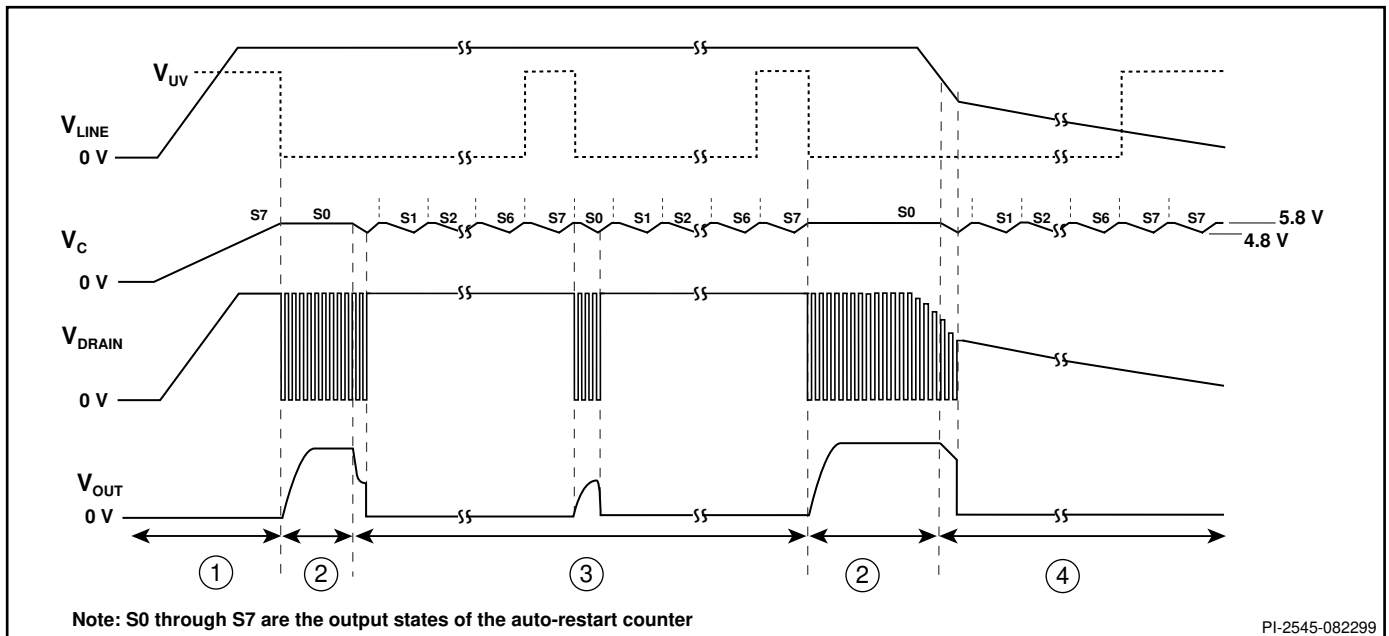 VUV
VLINE
0 V
S7 S0 S1 S2 S6 S7 S0 S1 S2 S6 S7 S0 S1 S2 S6 S7 S7 5.8 V
4.8 V
VC
0 V
VDRAIN
0 V
VOUT
0 V
1 2 3 2 4
Note: S0 through S7 are the output states of the auto-restart counter
PI-2545-082299